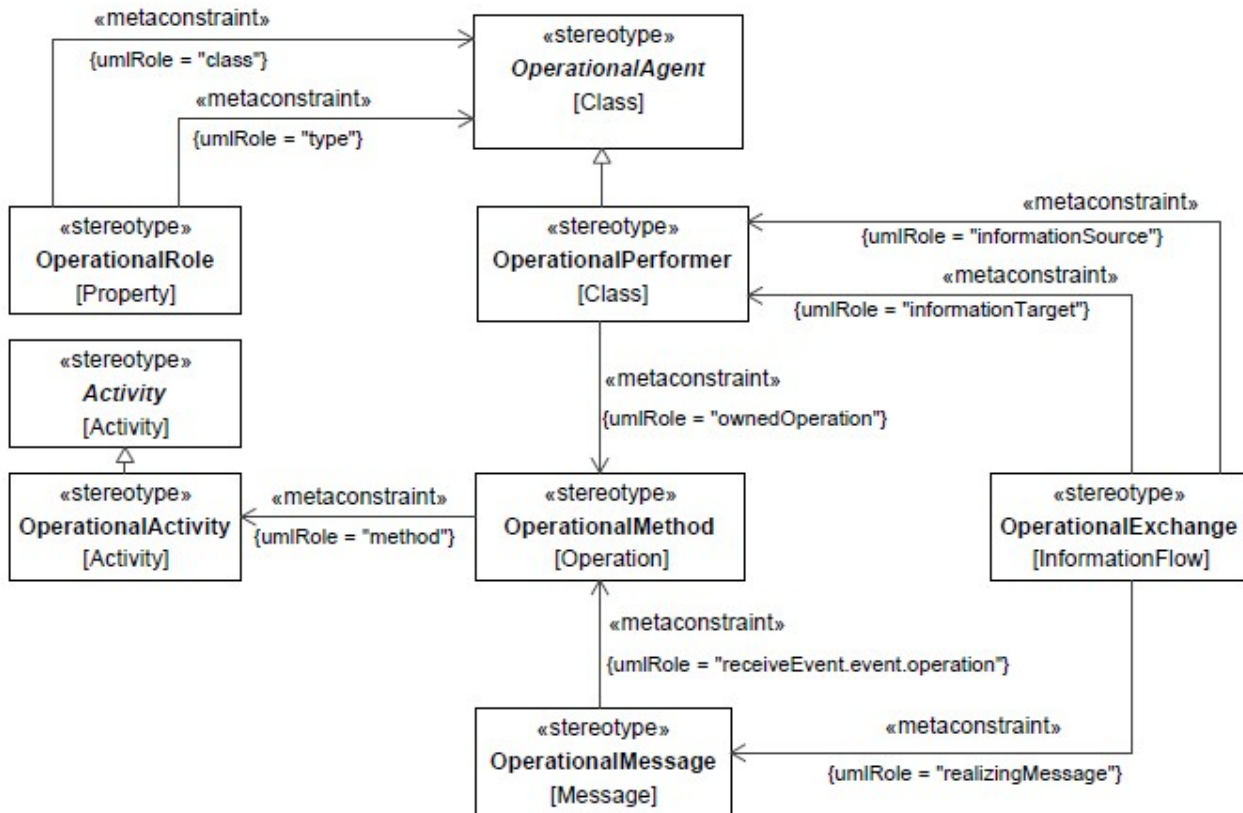 «metaconstraint»
{umlRole = "class"}
«metaconstraint»
{umlRole = "type"}
«stereotype»
OperationalAgent
[Class]
«stereotype»
OperationalRole
[Property]
«stereotype»
OperationalPerformer
[Class]
«metaconstraint»
{umlRole = "informationSource"}
«metaconstraint»
{umlRole = "informationTarget"}
«stereotype»
Activity
[Activity]
«metaconstraint»
{umlRole = "ownedOperation"}
«stereotype»
OperationalActivity
[Activity]
«metaconstraint»
{umlRole = "method"}
«stereotype»
OperationalMethod
[Operation]
«stereotype»
OperationalExchange
[InformationFlow]
«metaconstraint»
{umlRole = "receiveEvent.event.operation"}
«stereotype»
OperationalMessage
[Message]
«metaconstraint»
{umlRole = "realizingMessage"}